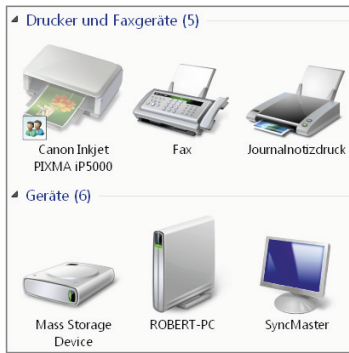 Drucker und Faxgeräte (5)
Canon Inkjet
PIXMA iP5000
Fax
Journalnotizdruck
Geräte (6)
Mass Storage
Device
ROBERT-PC
SyncMaster